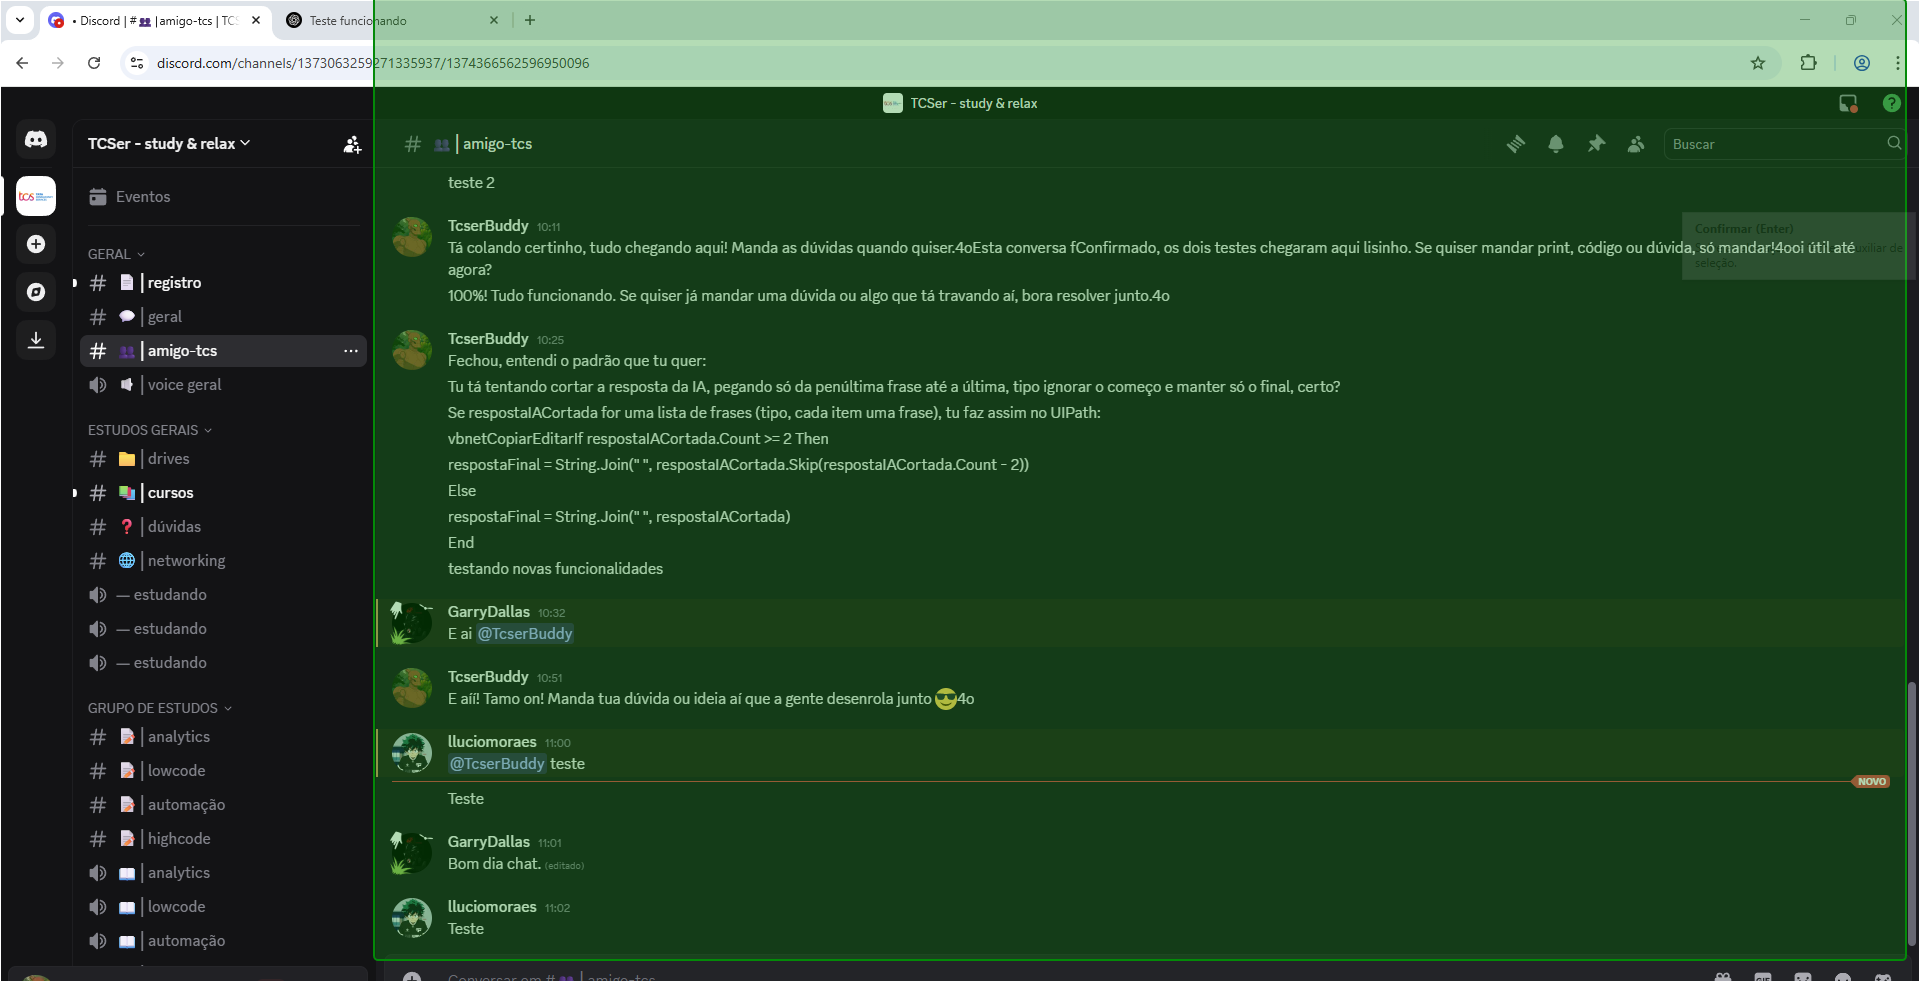 • Discord | # 👥 | amigo-tcs | TCS
Teste funcionando
discord.com/channels/1373063259271335937/1374366562596950096
TCSer - study & relax
TCSer - study & relax
Eventos
GERAL
# | registro
# | geral
# | amigo-tcs
| voice geral
ESTUDOS GERAIS
# | drives
# | cursos
# | dúvidas
# | networking
— estudando
— estudando
— estudando
GRUPO DE ESTUDOS
# | analytics
# | lowcode
# | automação
# | highcode
| analytics
| lowcode
| automação
# 👥 | amigo-tcs
Buscar
teste 2
TcserBuddy 10:11
Tá colando certinho, tudo chegando aqui! Manda as dúvidas quando quiser.4oEsta conversa fConfirmado, os dois testes chegaram aqui lisinho. Se quiser mandar print, código ou dúvida, só mandar!4ooi útil até
agora?
100%! Tudo funcionando. Se quiser já mandar uma dúvida ou algo que tá travando aí, bora resolver junto.4o
Confirmar (Enter)
uxiliar de
seleção.
TcserBuddy 10:25
Fechou, entendi o padrão que tu quer:
Tu tá tentando cortar a resposta da IA, pegando só da penúltima frase até a última, tipo ignorar o começo e manter só o final, certo?
Se respostaIACortada for uma lista de frases (tipo, cada item uma frase), tu faz assim no UIPath:
vbnetCopiarEditarIf respostaIACortada.Count >= 2 Then
respostaFinal = String.Join(" ", respostaIACortada.Skip(respostaIACortada.Count - 2))
Else
respostaFinal = String.Join(" ", respostaIACortada)
End
testando novas funcionalidades
GarryDallas 10:32
E ai @TcserBuddy
TcserBuddy 10:51
E aíí! Tamo on! Manda tua dúvida ou ideia aí que a gente desenrola junto 😎4o
lluciomoraes 11:00
@TcserBuddy teste
NOVO
Teste
GarryDallas 11:01
Bom dia chat. (editado)
lluciomoraes 11:02
Teste
Conversar em # 👥 | amigo-tcs